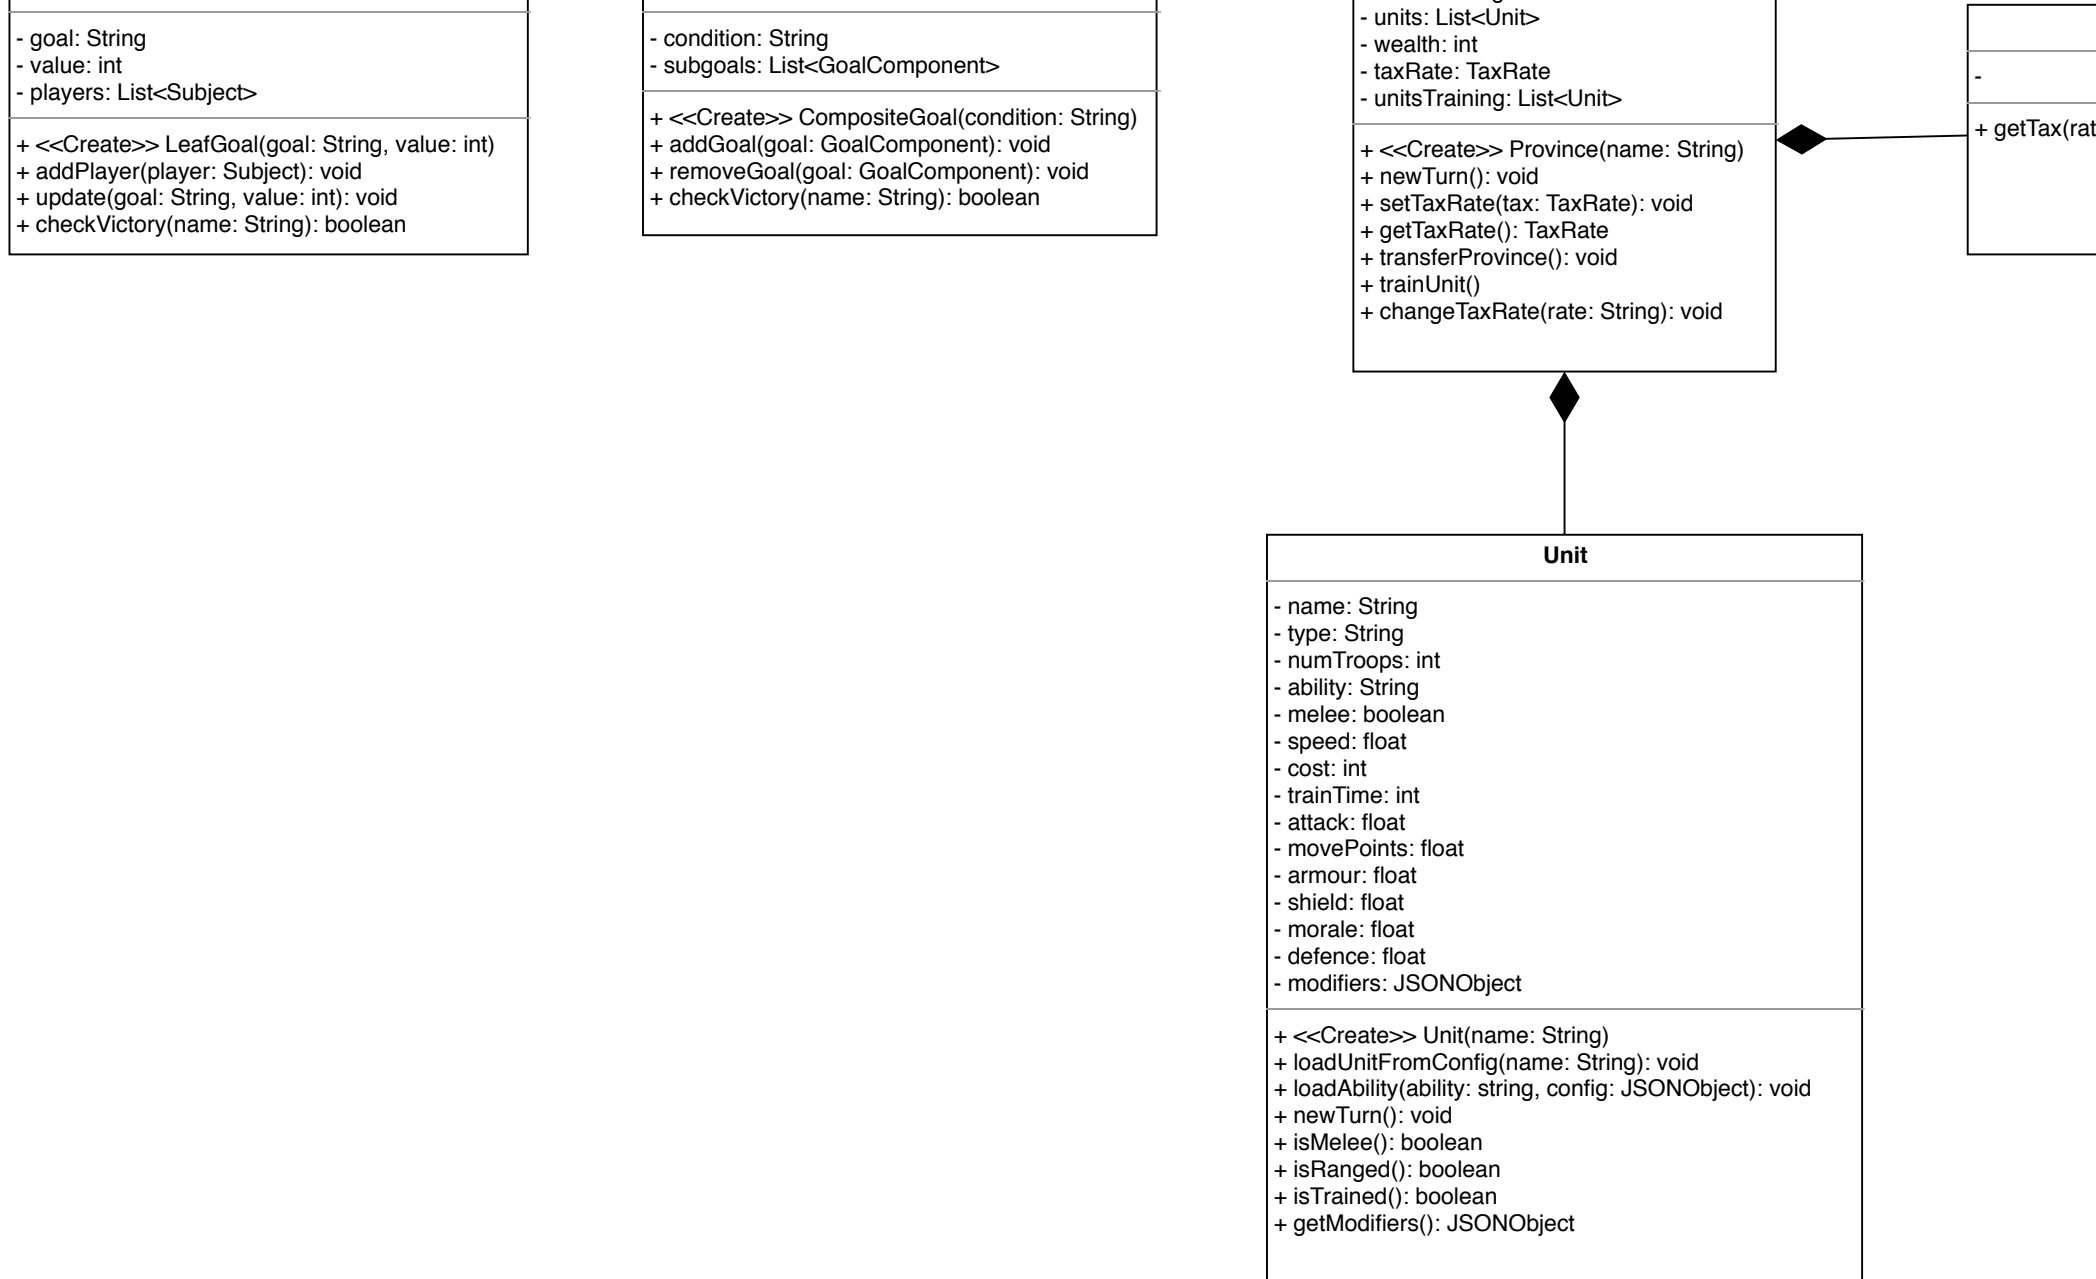 - goal: String
- value: int
- players: List<Subject>
+ <<Create>> LeafGoal(goal: String, value: int)
+ addPlayer(player: Subject): void
+ update(goal: String, value: int): void
+ checkVictory(name: String): boolean
- condition: String
- subgoals: List<GoalComponent>
+ <<Create>> CompositeGoal(condition: String)
+ addGoal(goal: GoalComponent): void
+ removeGoal(goal: GoalComponent): void
+ checkVictory(name: String): boolean
- units: List<Unit>
- wealth: int
- taxRate: TaxRate
- unitsTraining: List<Unit>
+ <<Create>> Province(name: String)
+ newTurn(): void
+ setTaxRate(tax: TaxRate): void
+ getTaxRate(): TaxRate
+ transferProvince(): void
+ trainUnit()
+ changeTaxRate(rate: String): void
-
+ getTax(rat
Unit
- name: String
- type: String
- numTroops: int
- ability: String
- melee: boolean
- speed: float
- cost: int
- trainTime: int
- attack: float
- movePoints: float
- armour: float
- shield: float
- morale: float
- defence: float
- modifiers: JSONObject
+ <<Create>> Unit(name: String)
+ loadUnitFromConfig(name: String): void
+ loadAbility(ability: string, config: JSONObject): void
+ newTurn(): void
+ isMelee(): boolean
+ isRanged(): boolean
+ isTrained(): boolean
+ getModifiers(): JSONObject